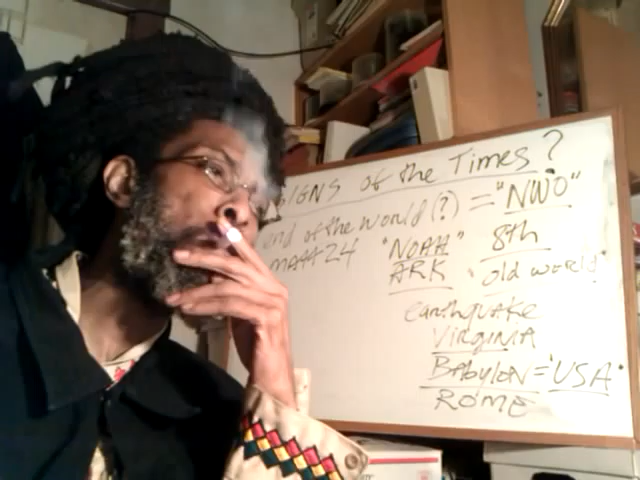 SIGNS of the Times?
end of the World(?) = "NWO"
matt 24 "NOAH" 8th
ARK "old world"
earthquake
Virginia
Babylon = "USA"
ROME